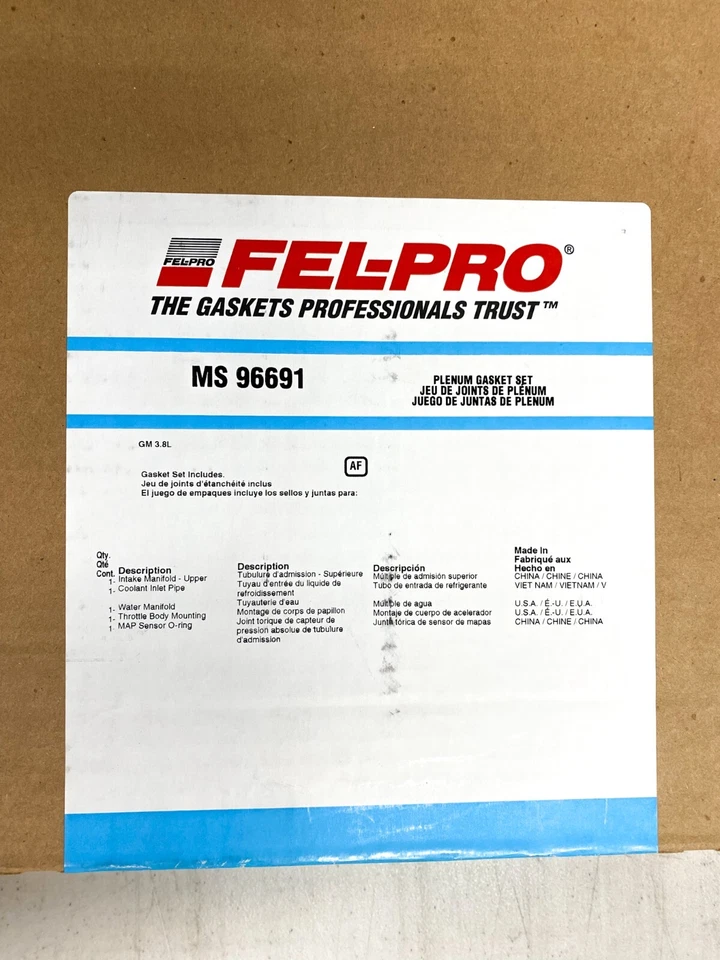 FEL-PRO
FEL-PRO®
THE GASKETS PROFESSIONALS TRUST™
MS 96691
PLENUM GASKET SET
JEU DE JOINTS DE PLÉNUM
JUEGO DE JUNTAS DE PLENUM
GM 3.8L
AF
Gasket Set Includes.
Jeu de joints d'étanchéité inclus
El juego de empaques incluye los sellos y juntas para:
Qty.
Qté
Cont. Description Description Descripción Made In
Fabriqué aux
Hecho en
1- Intake Manifold - Upper Tubulure d'admission - Supérieure Múltiple de admisión superior CHINA / CHINE / CHINA
1- Coolant Inlet Pipe Tuyau d'entrée du liquide de Tubo de entrada de refrigerante VIET NAM / VIETNAM / V
refroidissement
1- Water Manifold Tuyauterie d'eau Múltiple de agua U.S.A. / É.-U. / E.U.A.
1- Throttle Body Mounting Montage de corps de papillon Montaje de cuerpo de acelerador U.S.A. / É.-U. / E.U.A.
1- MAP Sensor O-ring Joint torique de capteur de Junta tórica de sensor de mapas CHINA / CHINE / CHINA
pression absolue de tubulure
d'admission